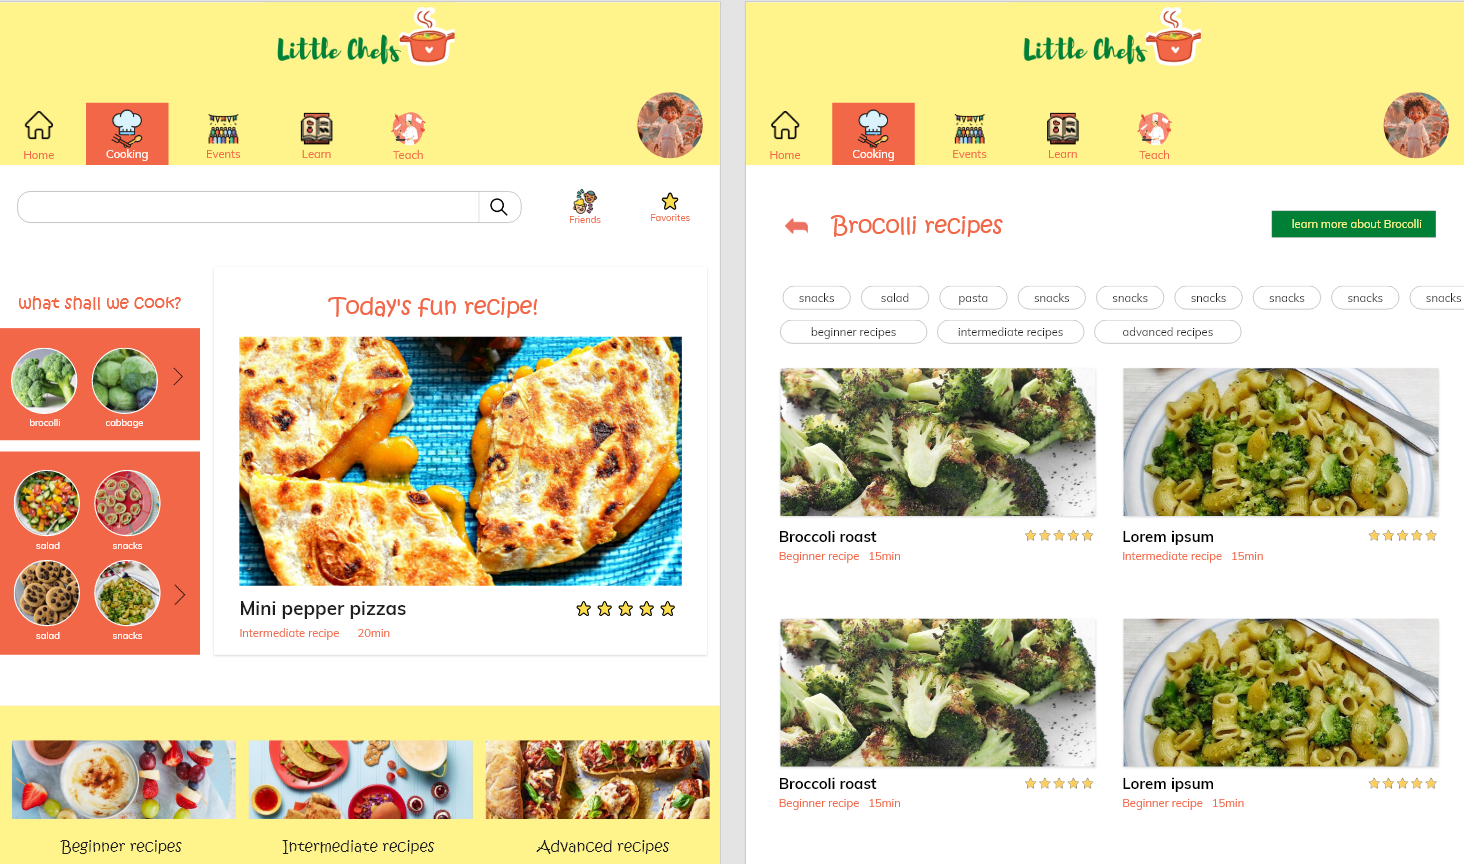 Little Chefs
Home
Cooking
Events
Learn
Teach
Friends
Favorites
what shall we cook?
brocolli
cabbage
salad
snacks
salad
snacks
Today's fun recipe!
Mini pepper pizzas
Intermediate recipe 20min
Beginner recipes
Intermediate recipes
Advanced recipes
Little Chefs
Home
Cooking
Events
Learn
Teach
Brocolli recipes
learn more about Brocolli
snacks salad pasta snacks snacks snacks snacks snacks snacks
beginner recipes intermediate recipes advanced recipes
Broccoli roast
Beginner recipe 15min
Lorem ipsum
Intermediate recipe 15min
Broccoli roast
Beginner recipe 15min
Lorem ipsum
Beginner recipe 15min